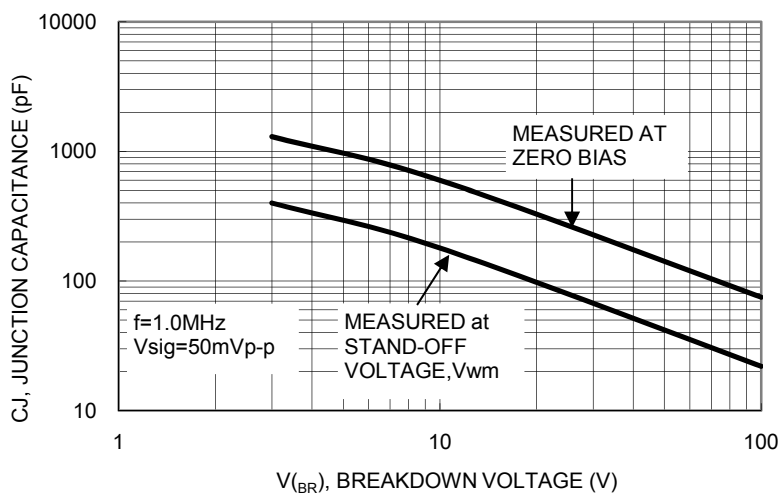 10000
1000
100
10
CJ, JUNCTION CAPACITANCE (pF)
MEASURED AT
ZERO BIAS
f=1.0MHz
Vsig=50mVp-p
MEASURED at
STAND-OFF
VOLTAGE,Vwm
1
10
100
V(BR), BREAKDOWN VOLTAGE (V)